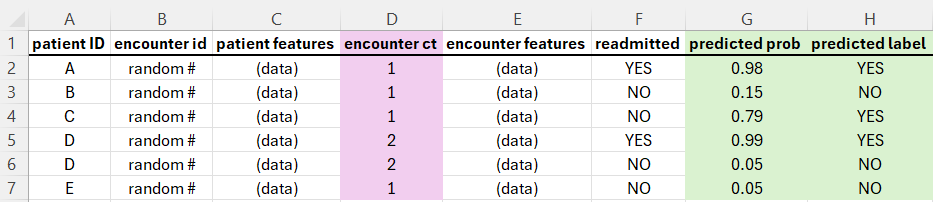 A B C D E F G H
1 patient ID encounter id patient features encounter ct encounter features readmitted predicted prob predicted label
2 A random # (data) 1 (data) YES 0.98 YES
3 B random # (data) 1 (data) NO 0.15 NO
4 C random # (data) 1 (data) NO 0.79 YES
5 D random # (data) 2 (data) YES 0.99 YES
6 D random # (data) 2 (data) NO 0.05 NO
7 E random # (data) 1 (data) NO 0.05 NO